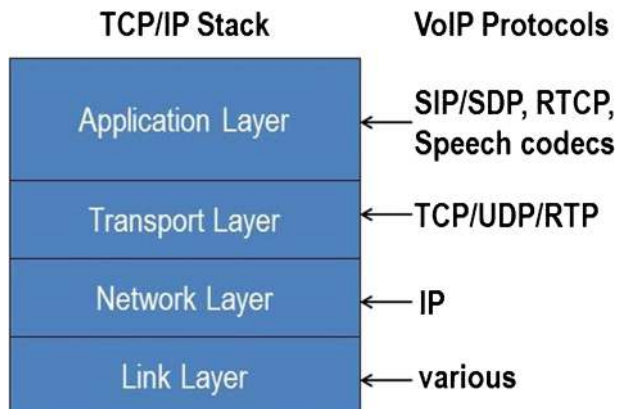 TCP/IP Stack
VoIP Protocols
Application Layer
SIP/SDP, RTCP,
Speech codecs
Transport Layer
TCP/UDP/RTP
Network Layer
IP
Link Layer
various